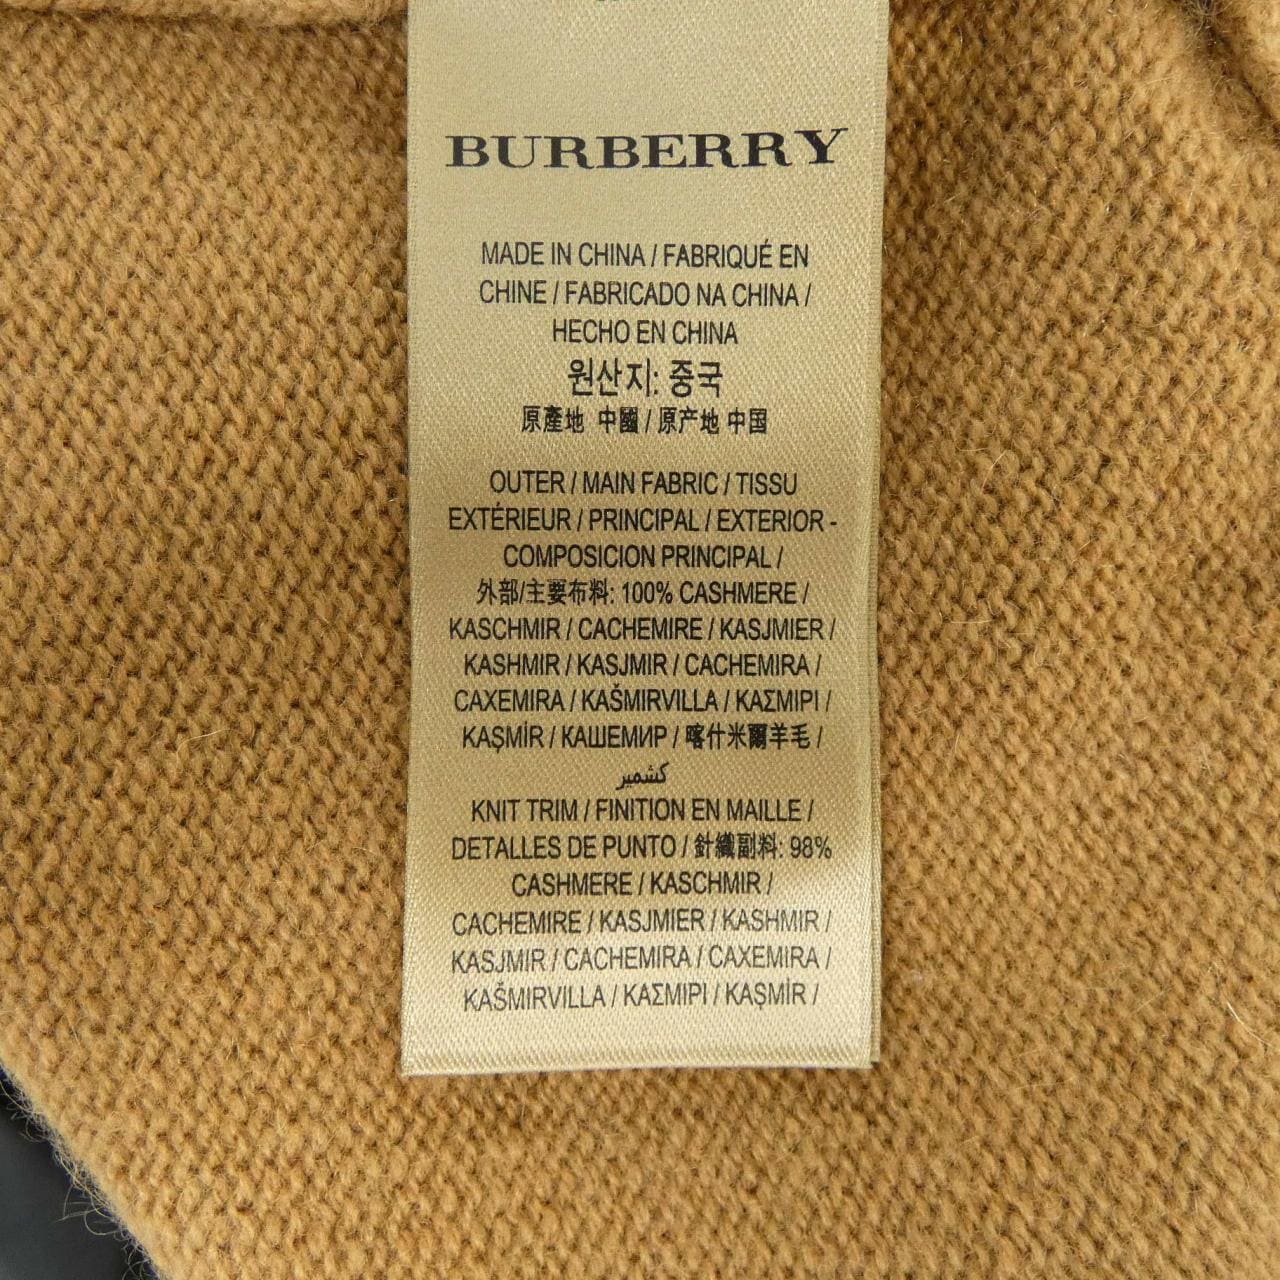 BURBERRY
MADE IN CHINA / FABRIQUÉ EN
CHINE / FABRICADO NA CHINA /
HECHO EN CHINA
원산지: 중국
原產地 中國 / 原产地 中国
OUTER / MAIN FABRIC / TISSU
EXTÉRIEUR / PRINCIPAL / EXTERIOR -
COMPOSICION PRINCIPAL /
外部/主要布料: 100% CASHMERE /
KASCHMIR / CACHEMIRE / KASJMIER /
KASHMIR / KASJMIR / CACHEMIRA /
CAXEMIRA / KAŠMIRVILLA / ΚΑΣΜΙΡΙ /
KAŞMİR / КАШЕМИР / 喀什米爾羊毛 /
كشمير
KNIT TRIM / FINITION EN MAILLE /
DETALLES DE PUNTO / 針織副料: 98%
CASHMERE / KASCHMIR /
CACHEMIRE / KASJMIER / KASHMIR /
KASJMIR / CACHEMIRA / CAXEMIRA /
KAŠMIRVILLA / ΚΑΣΜΙΡΙ / KAŞMİR /